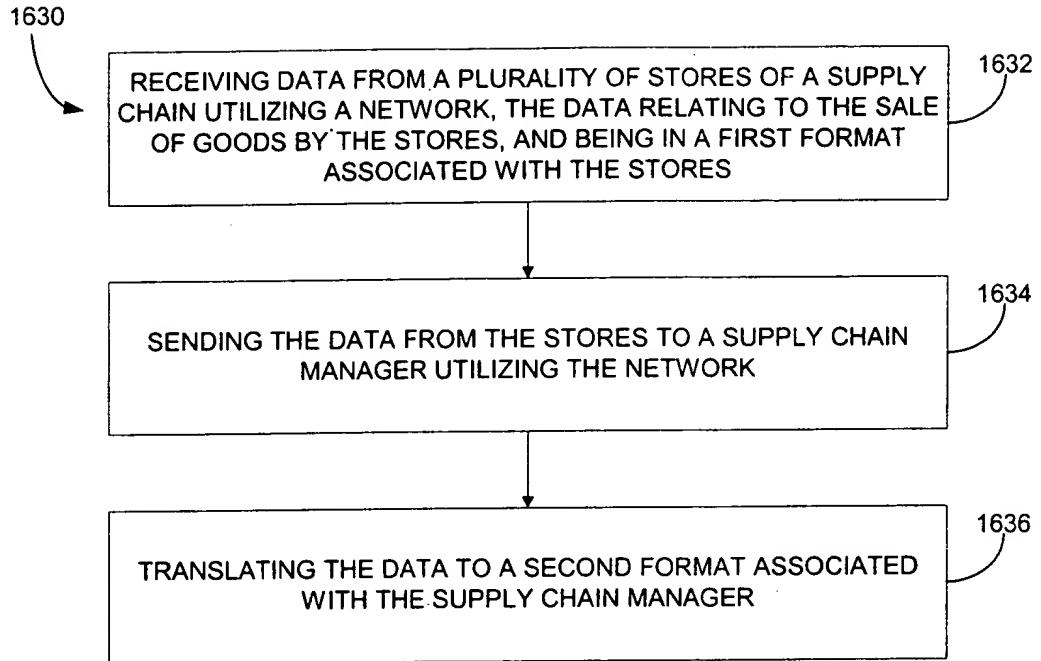 1630
RECEIVING DATA FROM A PLURALITY OF STORES OF A SUPPLY
CHAIN UTILIZING A NETWORK, THE DATA RELATING TO THE SALE
OF GOODS BY THE STORES, AND BEING IN A FIRST FORMAT
ASSOCIATED WITH THE STORES
1632
SENDING THE DATA FROM THE STORES TO A SUPPLY CHAIN
MANAGER UTILIZING THE NETWORK
1634
TRANSLATING THE DATA TO A SECOND FORMAT ASSOCIATED
WITH THE SUPPLY CHAIN MANAGER
1636